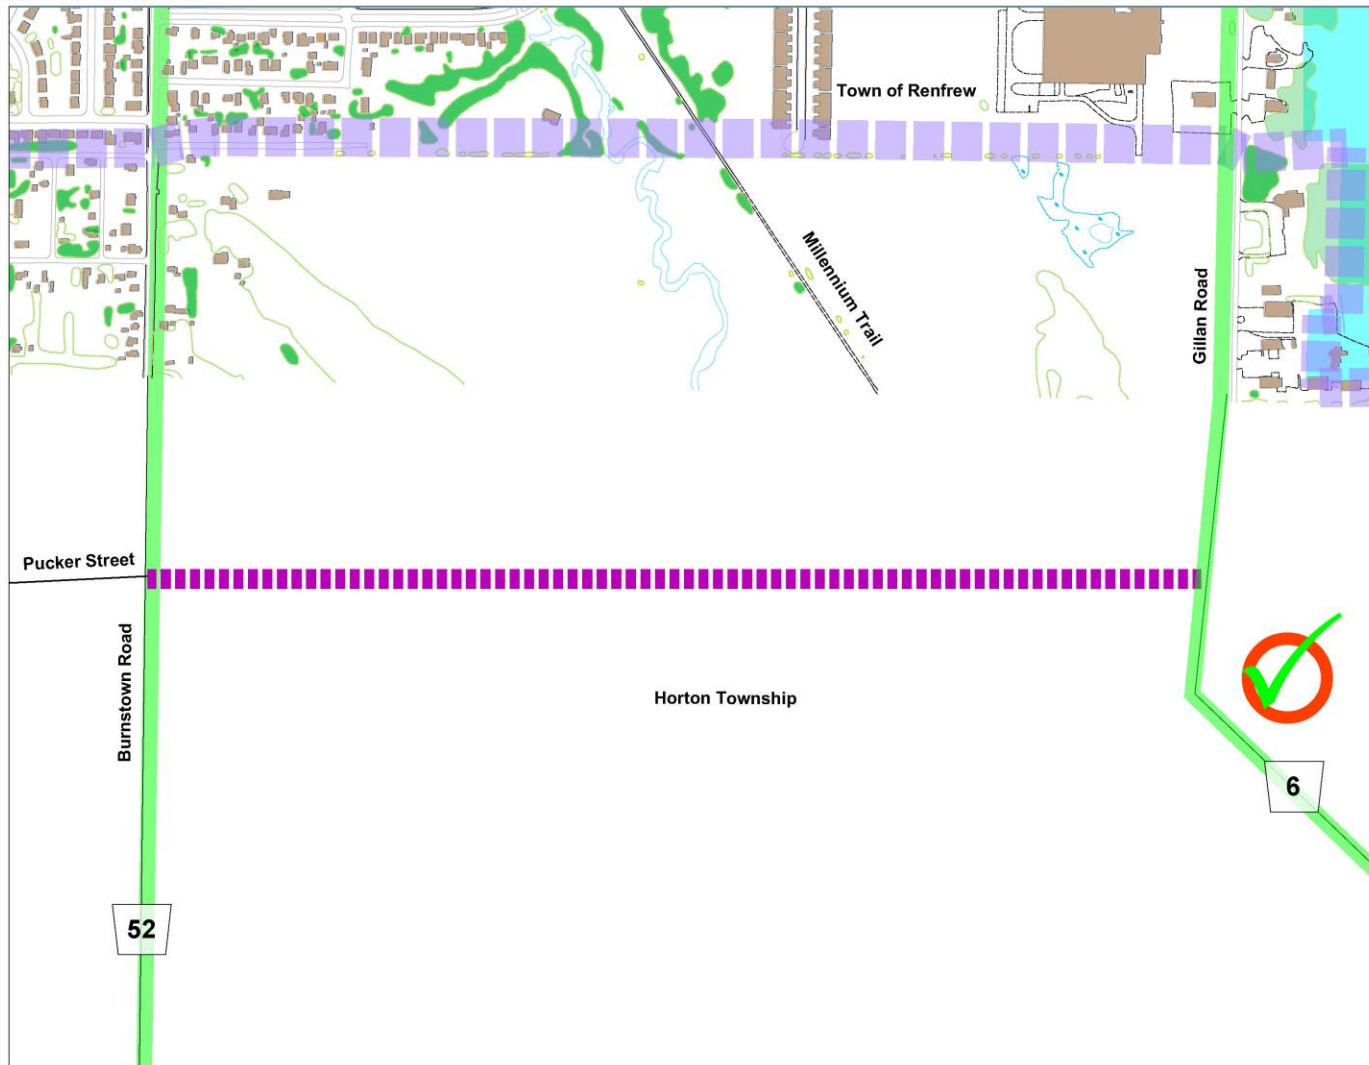 Town of Renfrew
Millennium Trail
Gillan Road
Pucker Street
Burnstown Road
Horton Township
6
52